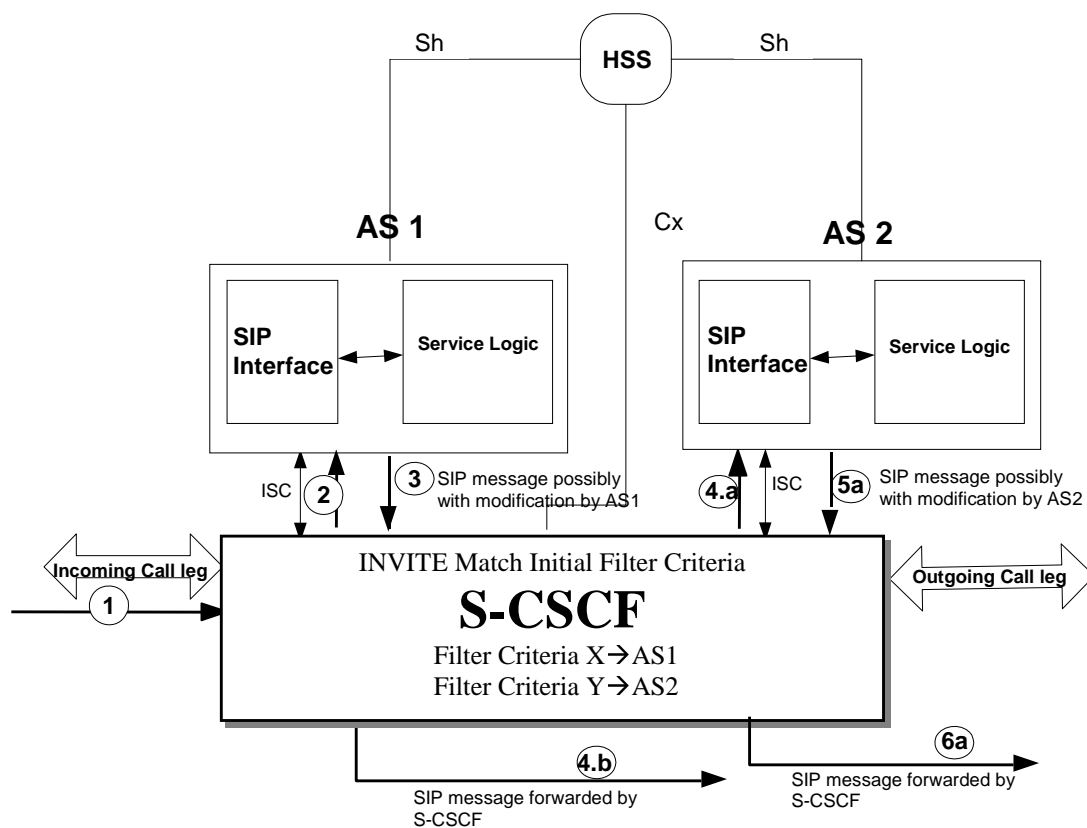 Sh
Sh
HSS
Cx
AS 1
AS 2
SIP
Interface
Service Logic
SIP
Interface
Service Logic
ISC
2
3
SIP message possibly
with modification by AS1
4.a
ISC
5a
SIP message possibly
with modification by AS2
Incoming Call leg
1
INVITE Match Initial Filter Criteria
S-CSCF
Filter Criteria X→AS1
Filter Criteria Y→AS2
Outgoing Call leg
4.b
SIP message forwarded by
S-CSCF
6a
SIP message forwarded by
S-CSCF